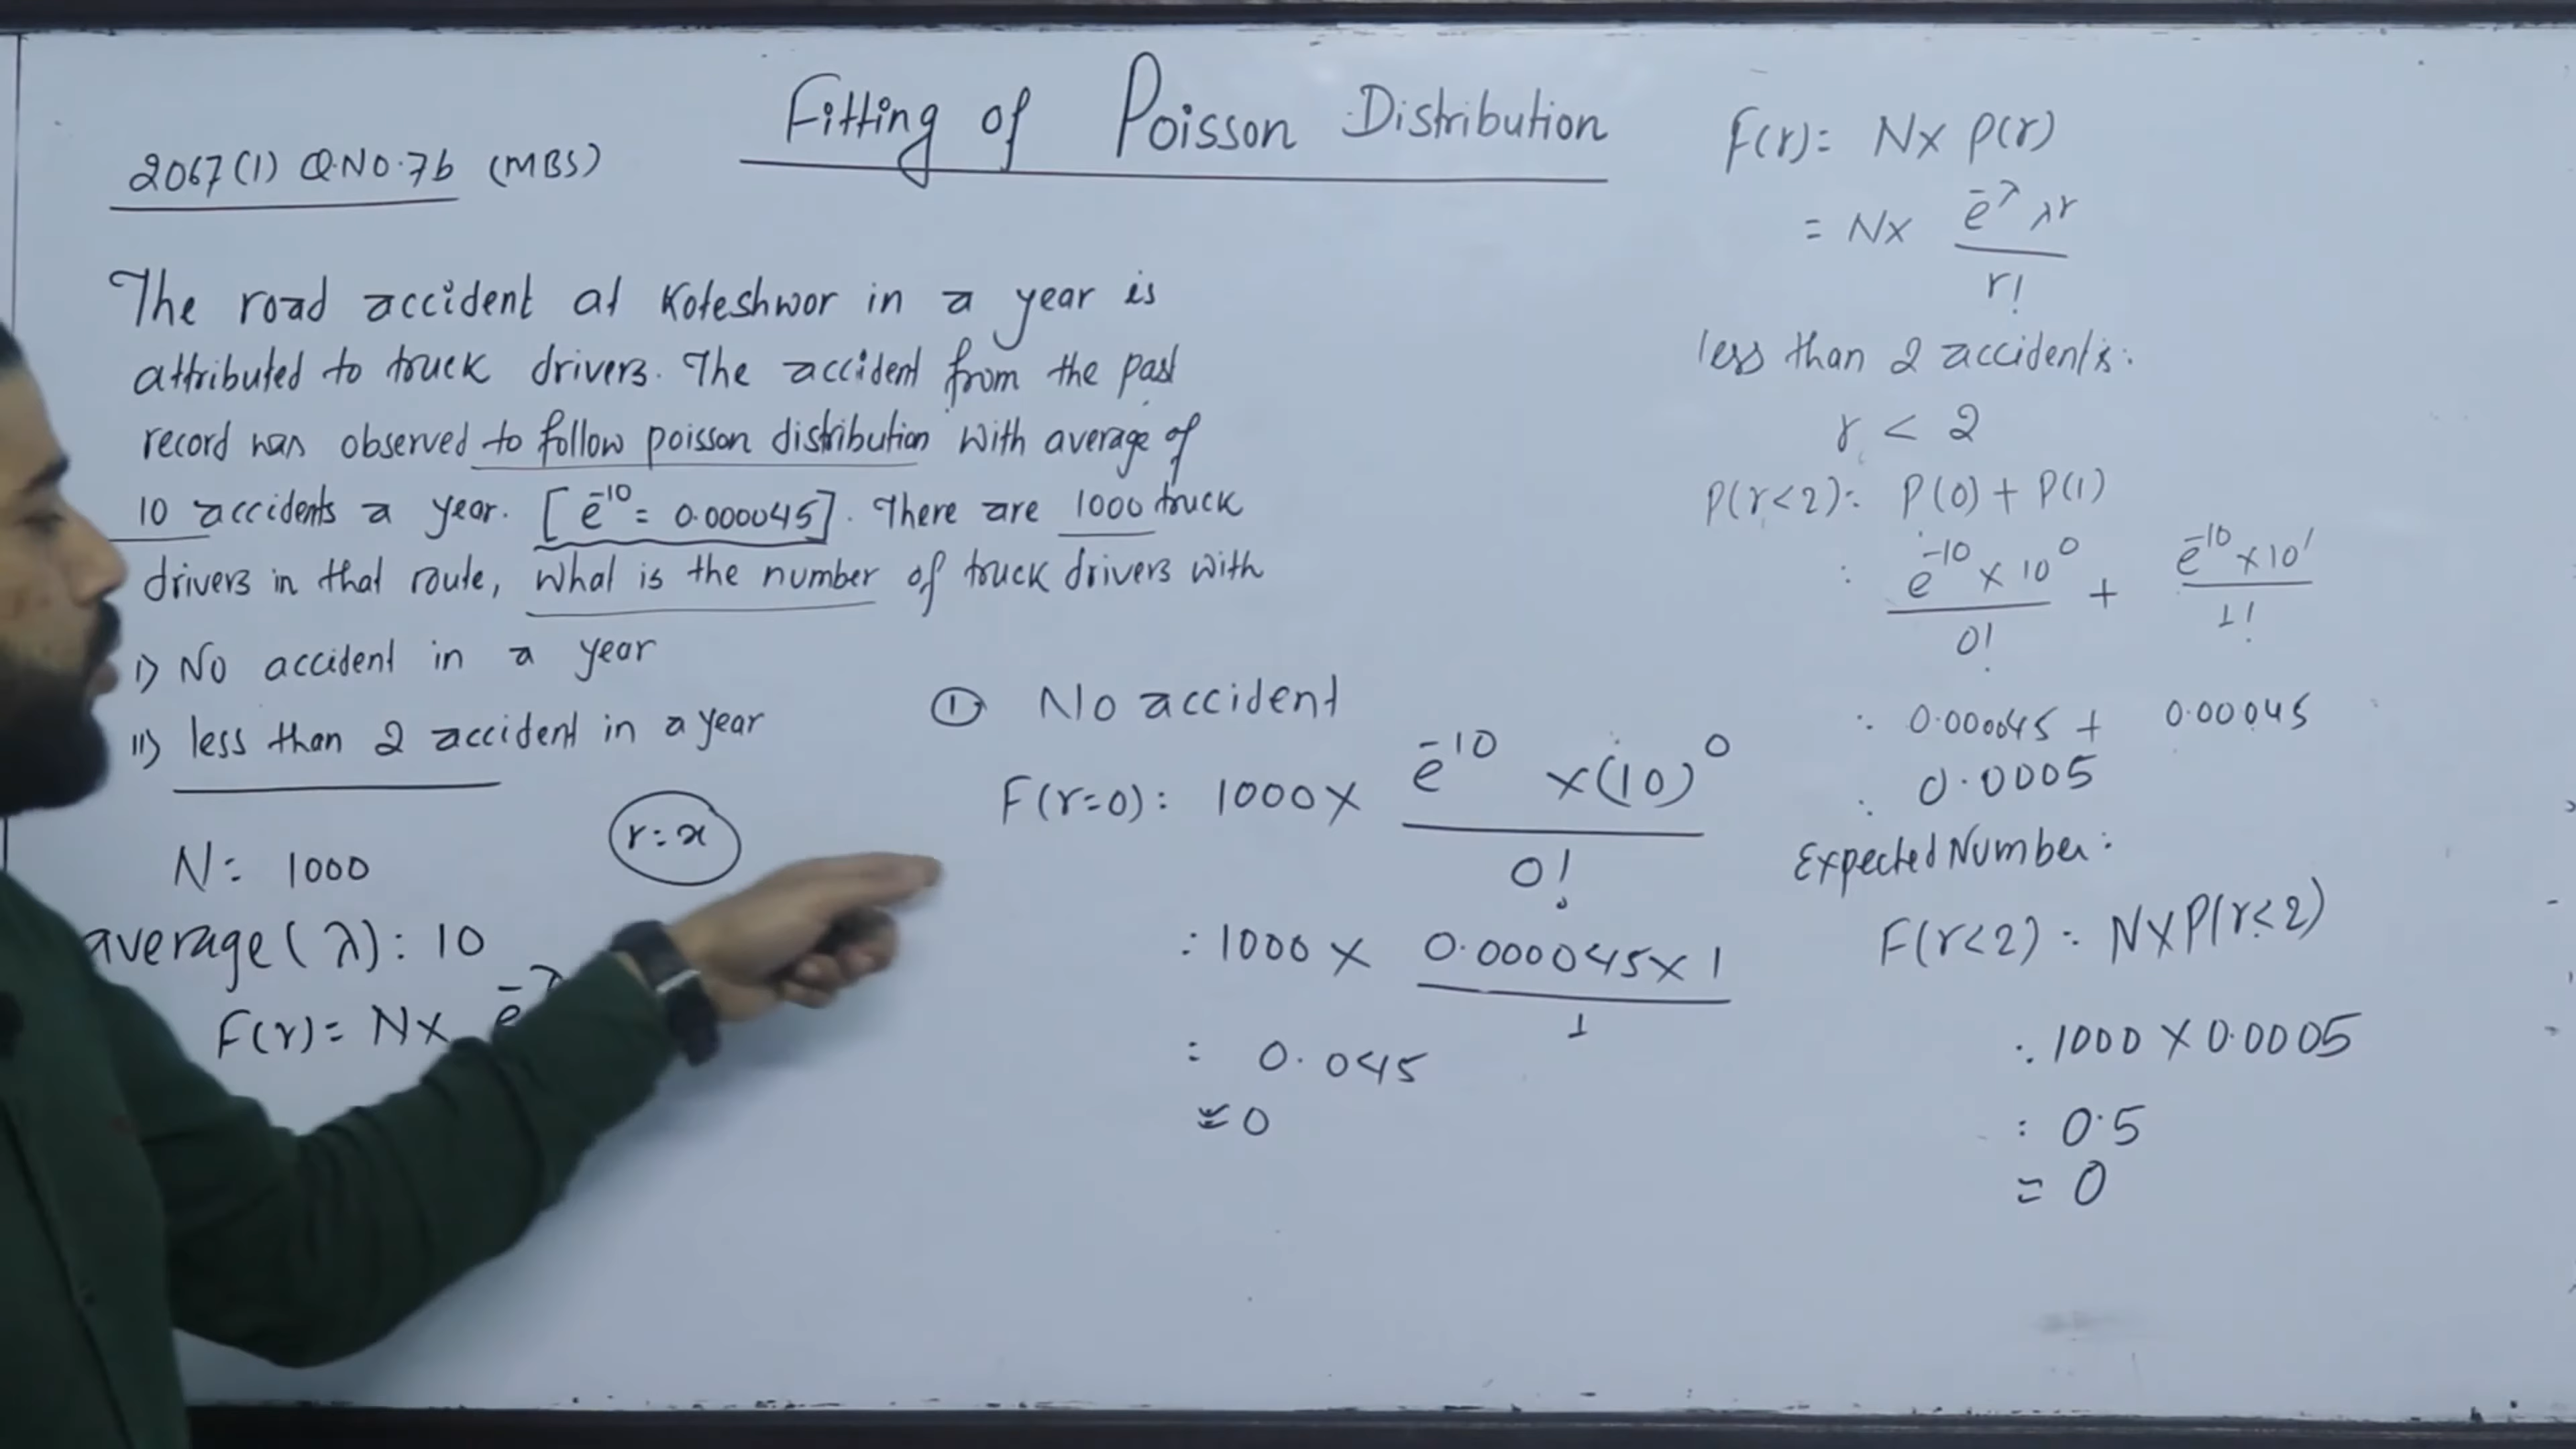 Fitting of Poisson Distribution
2067(1) Q.NO.7b (MBS)
The road accident at Koteshwor in a year is
attributed to truck drivers. The accident from the past
record was observed to follow poisson distribution with average of
10 accidents a year. [e⁻¹⁰ = 0.000045]. There are 1000 truck
drivers in that route, what is the number of truck drivers with
i) No accident in a year
ii) less than 2 accident in a year
N: 1000
r:x
average(λ): 10
F(r)= N×
① No accident
F(r=0): 1000× e⁻¹⁰ ×(10)⁰
0!
: 1000 × 0.000045×1
1
: 0.045
≈0
F(r)= N× P(r)
= N× e⁻λ λr
r!
less than 2 accident is:
r < 2
P(r<2): P(0)+ P(1)
: e⁻¹⁰ × 10⁰ + e⁻¹⁰×10¹
0! 1!
: 0.000045 + 0.00045
: 0.0005
Expected Number:
F(r<2): N×P(r<2)
: 1000 × 0.0005
: 0.5
= 0